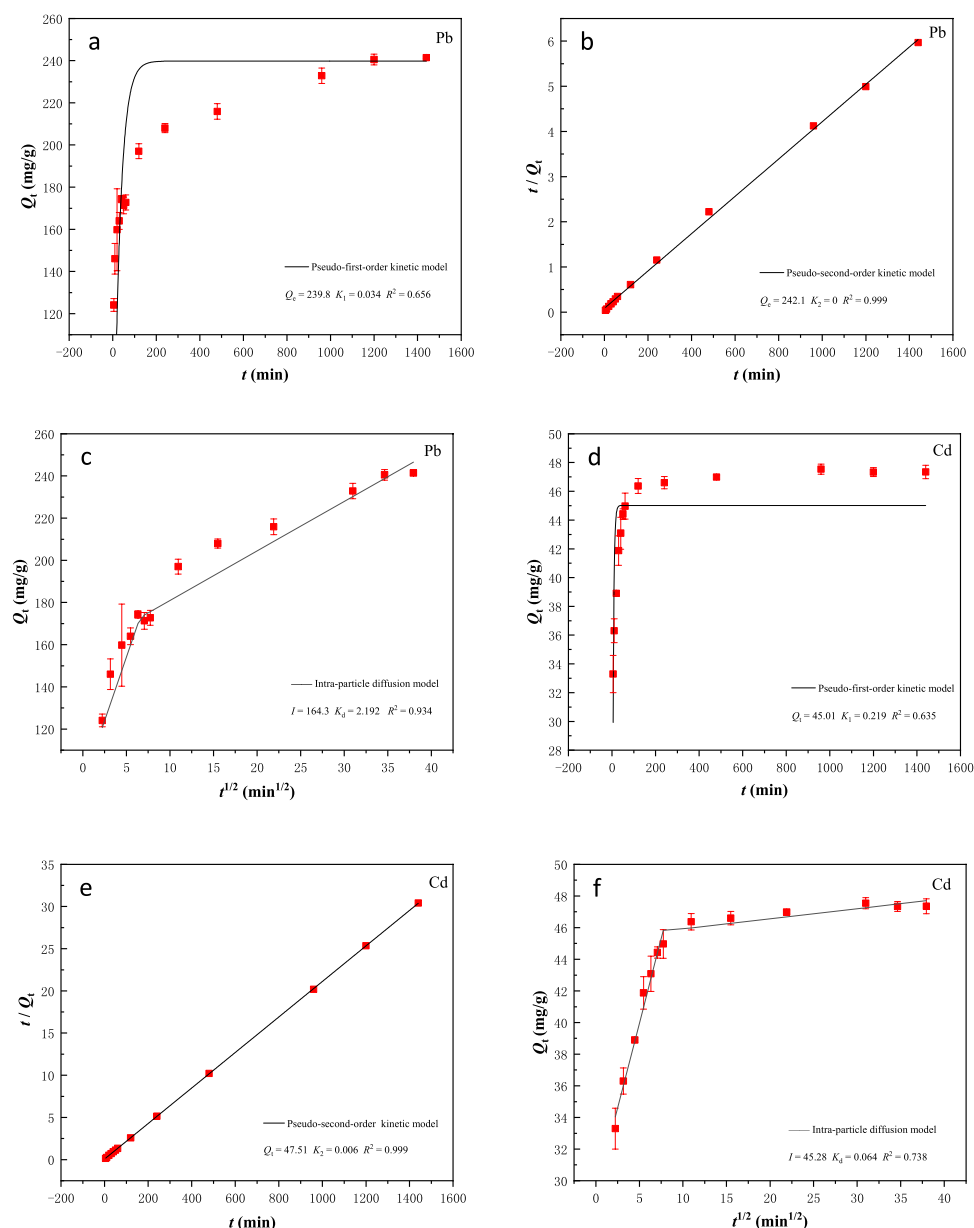 a
Pb
260
240
220
200
180
160
140
120
Qt (mg/g)
Pseudo-first-order kinetic model
Qe = 239.8 K1 = 0.034 R2 = 0.656
-200 0 200 400 600 800 1000 1200 1400 1600
t (min)
b
Pb
6
5
4
3
2
1
0
t / Qt
Pseudo-second-order kinetic model
Qe = 242.1 K2 = 0 R2 = 0.999
-200 0 200 400 600 800 1000 1200 1400 1600
t (min)
c
Pb
260
240
220
200
180
160
140
120
Qt (mg/g)
Intra-particle diffusion model
I = 164.3 Kd = 2.192 R2 = 0.934
0 5 10 15 20 25 30 35 40
t1/2 (min1/2)
d
Cd
50
48
46
44
42
40
38
36
34
32
30
28
Qt (mg/g)
Pseudo-first-order kinetic model
Qt = 45.01 K1 = 0.219 R2 = 0.635
-200 0 200 400 600 800 1000 1200 1400 1600
t (min)
e
Cd
35
30
25
20
15
10
5
0
t / Qt
Pseudo-second-order kinetic model
Qt = 47.51 K2 = 0.006 R2 = 0.999
-200 0 200 400 600 800 1000 1200 1400 1600
t (min)
f
Cd
50
48
46
44
42
40
38
36
34
32
30
Qt (mg/g)
Intra-particle diffusion model
I = 45.28 Kd = 0.064 R2 = 0.738
0 5 10 15 20 25 30 35 40
t1/2 (min1/2)